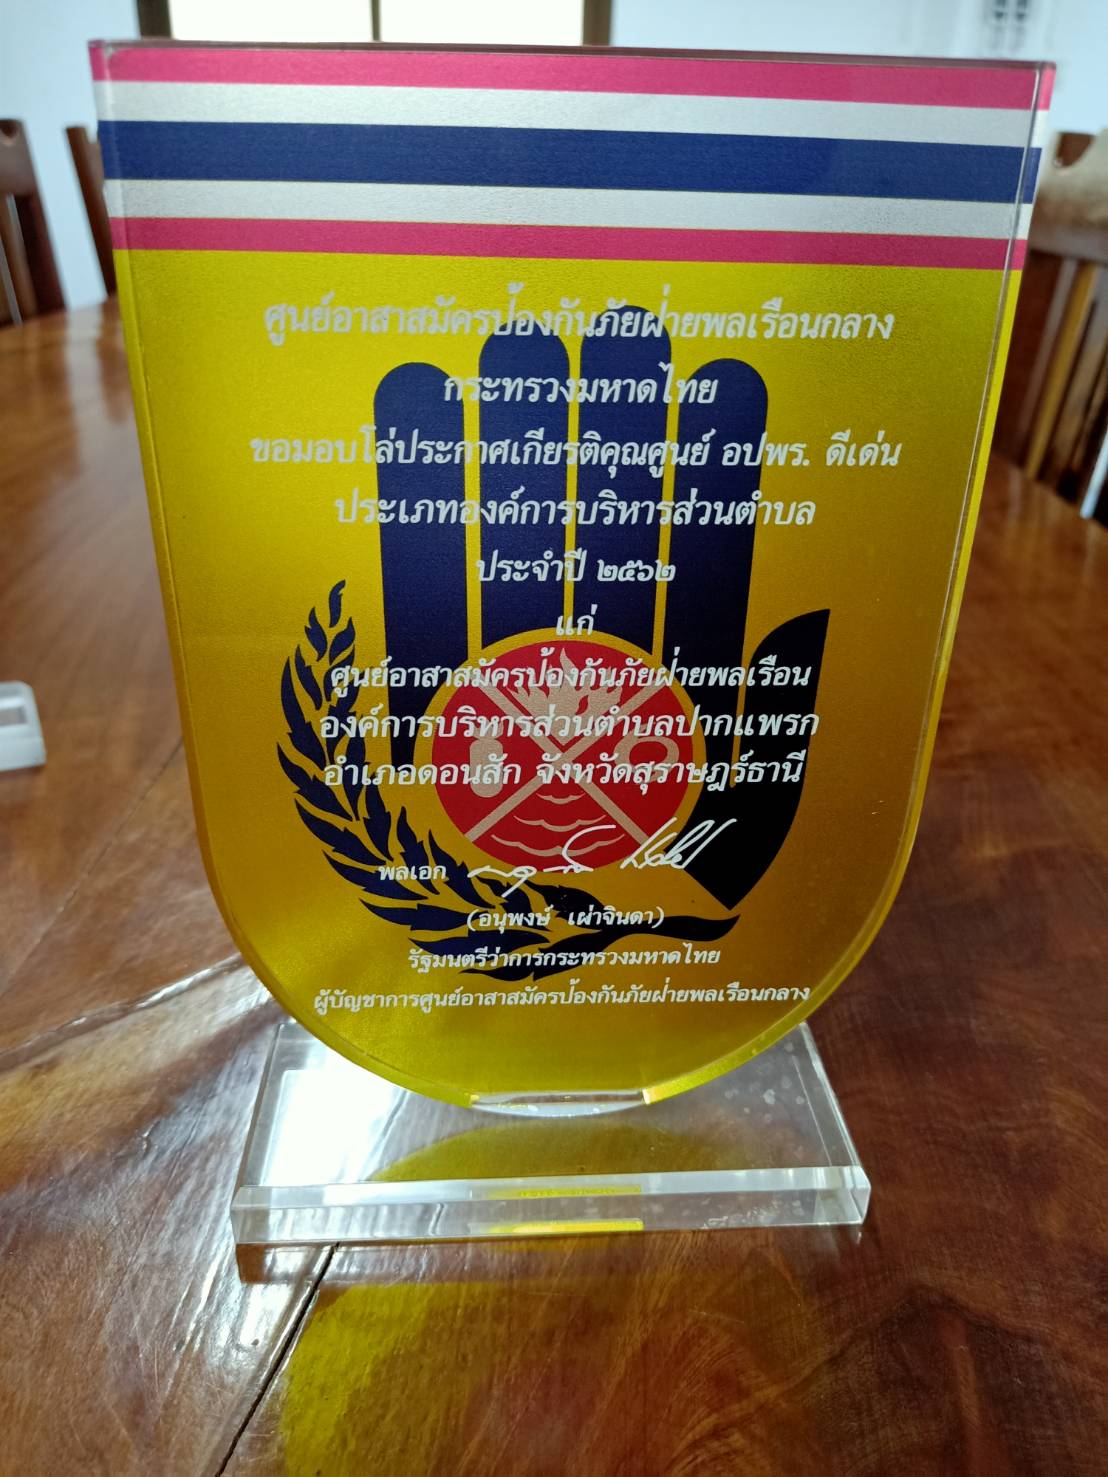 ศูนย์อาสาสมัครป้องกันภัยฝ่ายพลเรือนกลาง
กระทรวงมหาดไทย
ขอมอบโล่ประกาศเกียรติคุณศูนย์ อปพร. ดีเด่น
ประเภทองค์การบริหารส่วนตำบล
ประจำปี ๒๕๖๒
แก่
ศูนย์อาสาสมัครป้องกันภัยฝ่ายพลเรือน
องค์การบริหารส่วนตำบลปากแพรก
อำเภอดอนสัก จังหวัดสุราษฎร์ธานี
พลเอก
(อนุพงษ์ เผ่าจินดา)
รัฐมนตรีว่าการกระทรวงมหาดไทย
ผู้บัญชาการศูนย์อาสาสมัครป้องกันภัยฝ่ายพลเรือนกลาง